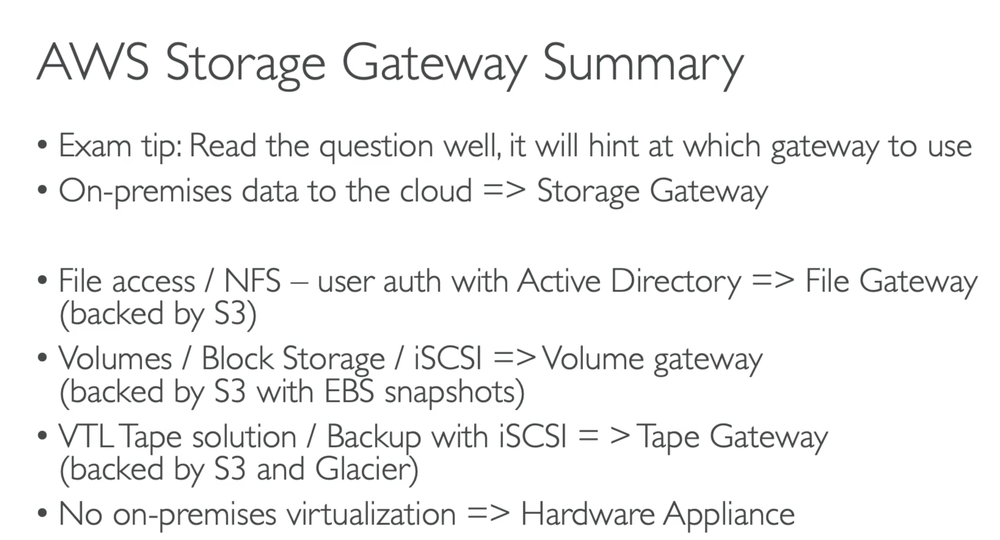 AWS Storage Gateway Summary
• Exam tip: Read the question well, it will hint at which gateway to use
• On-premises data to the cloud => Storage Gateway
• File access / NFS – user auth with Active Directory => File Gateway
(backed by S3)
• Volumes / Block Storage / iSCSI => Volume gateway
(backed by S3 with EBS snapshots)
• VTL Tape solution / Backup with iSCSI = > Tape Gateway
(backed by S3 and Glacier)
• No on-premises virtualization => Hardware Appliance